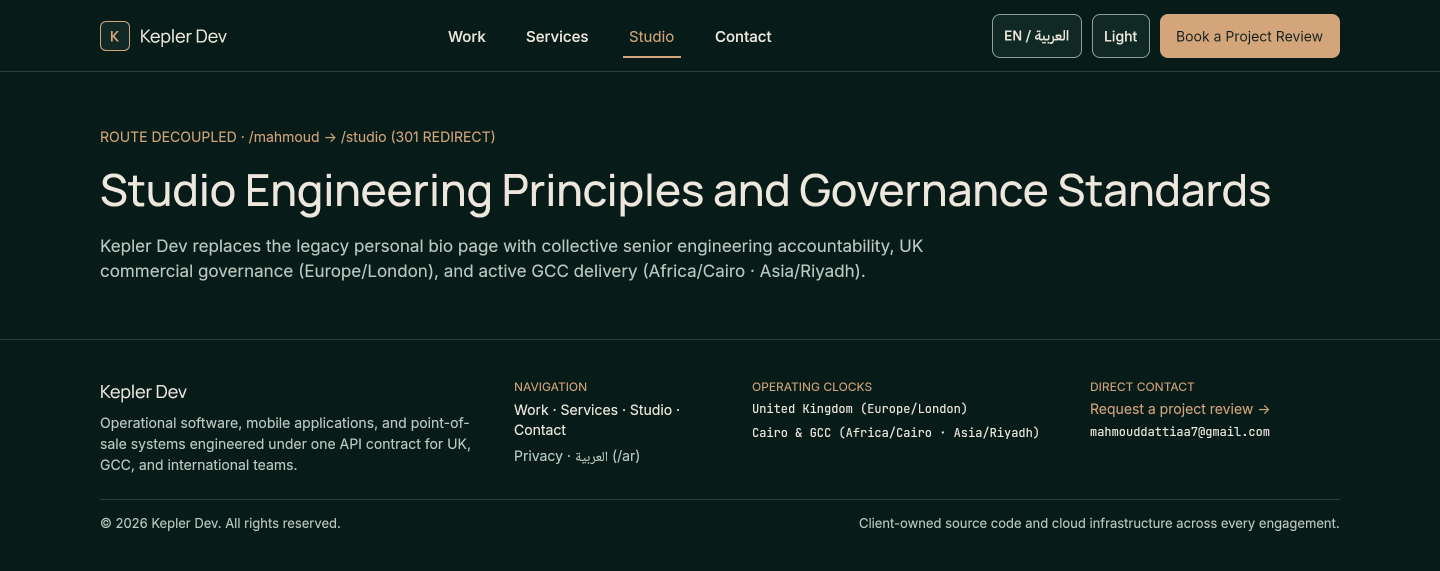 K Kepler Dev Work Services Studio Contact EN / العربية Light Book a Project Review
ROUTE DECOUPLED · /mahmoud → /studio (301 REDIRECT)
Studio Engineering Principles and Governance Standards
Kepler Dev replaces the legacy personal bio page with collective senior engineering accountability, UK
commercial governance (Europe/London), and active GCC delivery (Africa/Cairo · Asia/Riyadh).
Kepler Dev
Operational software, mobile applications, and point-of-
sale systems engineered under one API contract for UK,
GCC, and international teams.
NAVIGATION
Work · Services · Studio ·
Contact
Privacy · العربية (/ar)
OPERATING CLOCKS
United Kingdom (Europe/London)
Cairo & GCC (Africa/Cairo · Asia/Riyadh)
DIRECT CONTACT
Request a project review →
mahmouddattiaa7@gmail.com
© 2026 Kepler Dev. All rights reserved.
Client-owned source code and cloud infrastructure across every engagement.